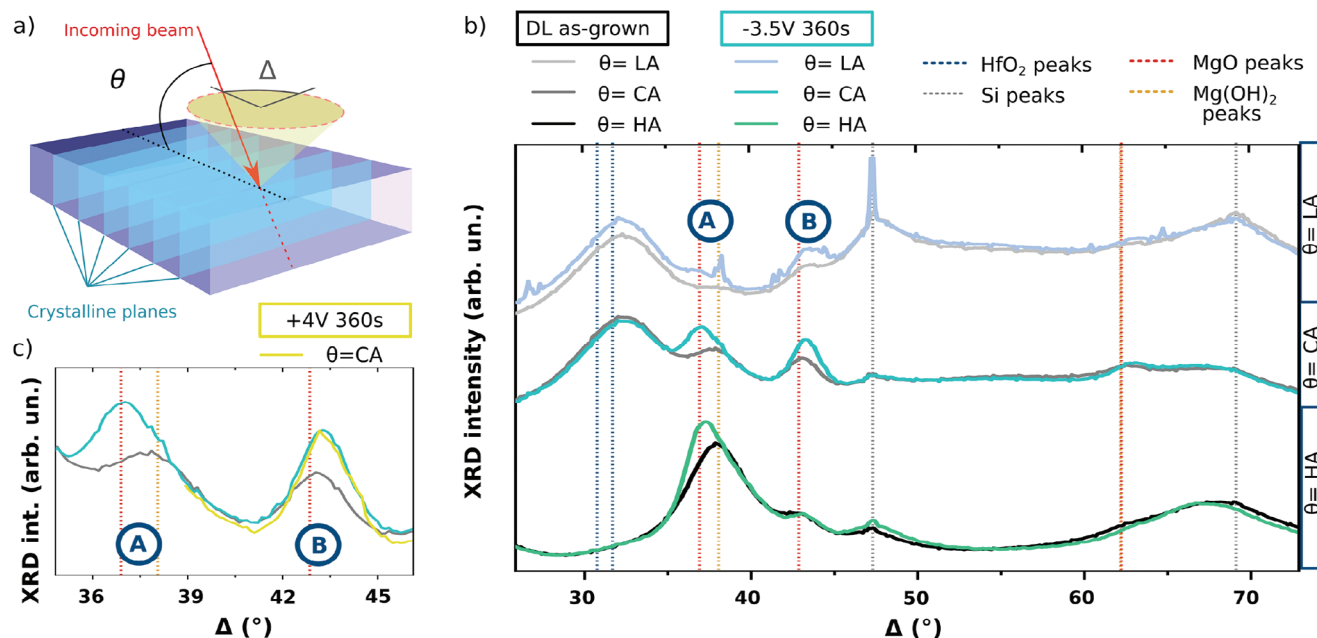 a)
Incoming beam
θ
Δ
Crystalline planes
b)
DL as-grown
-3.5V 360s
θ= LA
θ= LA
θ= CA
θ= CA
θ= HA
θ= HA
HfO₂ peaks
MgO peaks
Si peaks
Mg(OH)₂
peaks
A
B
θ= LA
θ= CA
θ= HA
XRD intensity (arb. un.)
30
40
50
60
70
Δ (°)
c)
+4V 360s
θ=CA
XRD int. (arb. un.)
A
B
36
39
42
45
Δ (°)